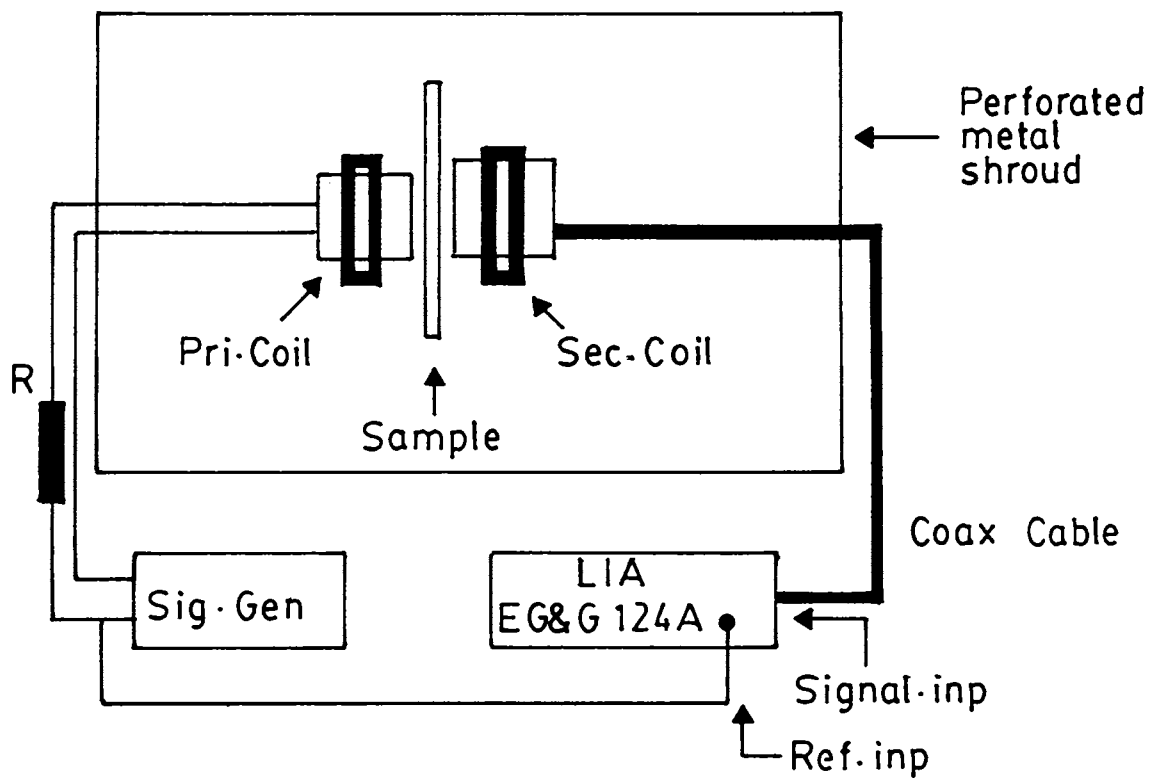 Perforated
metal
shroud
Pri·Coil
Sec-Coil
R
Sample
Coax Cable
Sig·Gen
LIA
EG&G 124A
Signal·inp
Ref.inp